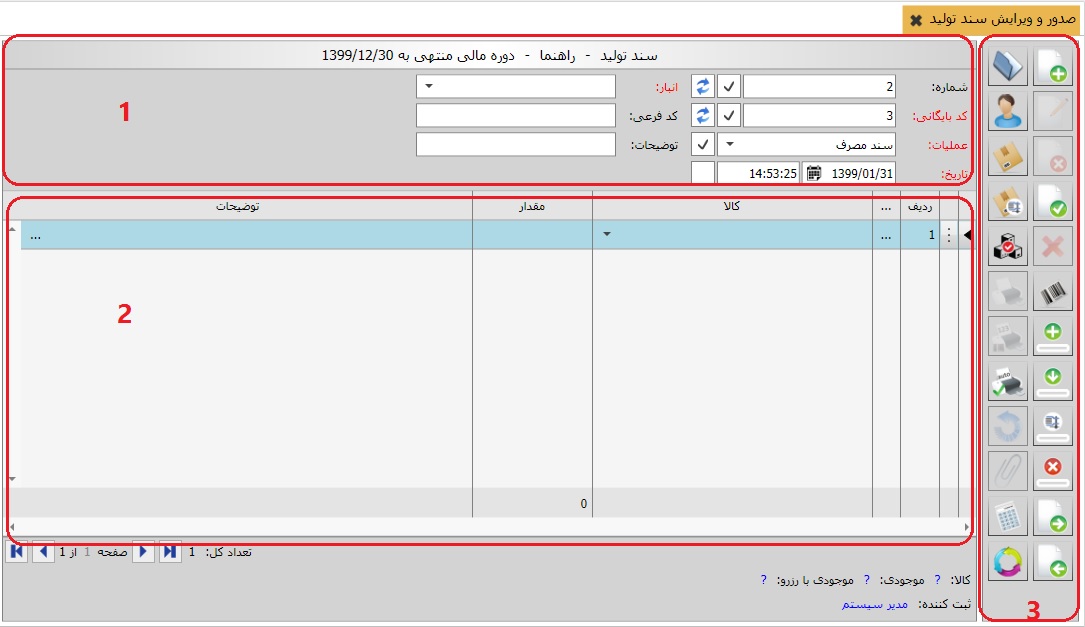 صدور و ویرایش سند تولید
سند تولید - راهنما - دوره مالی منتهی به 1399/12/30
شماره: 2 انبار:
کد بایگانی: 3 کد فرعی:
عملیات: سند مصرف توضیحات:
تاریخ: 1399/01/31 14:53:25
1
ردیف ... کالا مقدار توضیحات
1 ... ...
2
0
تعداد کل: 1 صفحه 1 از 1
کالا: ? موجودی: ? موجودی با رزرو: ?
ثبت کننده: مدیر سیستم
auto
3